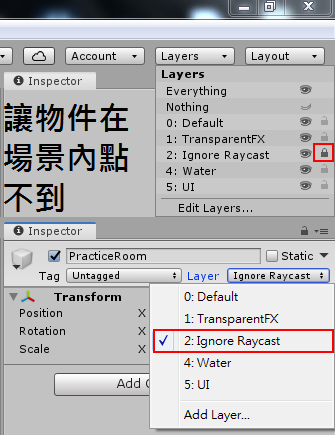 Account
Layers
Layout
Inspector
讓物件在
場景內點
不到
Layers
Everything
Nothing
0: Default
1: TransparentFX
2: Ignore Raycast
4: Water
5: UI
Edit Layers...
Inspector
PracticeRoom
Static
Tag
Untagged
Layer
Ignore Raycast
Transform
Position
X
Rotation
X
Scale
X
0: Default
1: TransparentFX
2: Ignore Raycast
4: Water
5: UI
Add Layer...